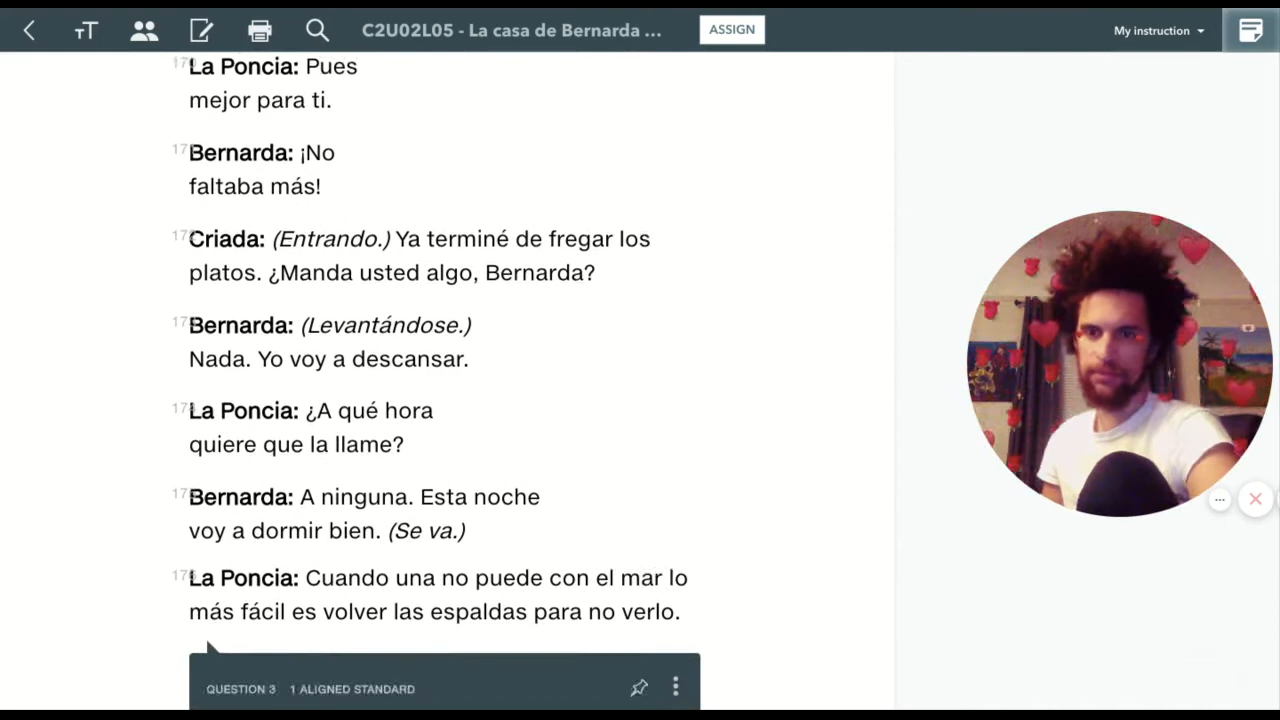 TT
C2U02L05 - La casa de Bernarda ...
ASSIGN
My instruction
La Poncia: Pues
mejor para ti.
Bernarda: ¡No
faltaba más!
Criada: (Entrando.) Ya terminé de fregar los
platos. ¿Manda usted algo, Bernarda?
Bernarda: (Levantándose.)
Nada. Yo voy a descansar.
La Poncia: ¿A qué hora
quiere que la llame?
Bernarda: A ninguna. Esta noche
voy a dormir bien. (Se va.)
La Poncia: Cuando una no puede con el mar lo
más fácil es volver las espaldas para no verlo.
QUESTION 3 1 ALIGNED STANDARD